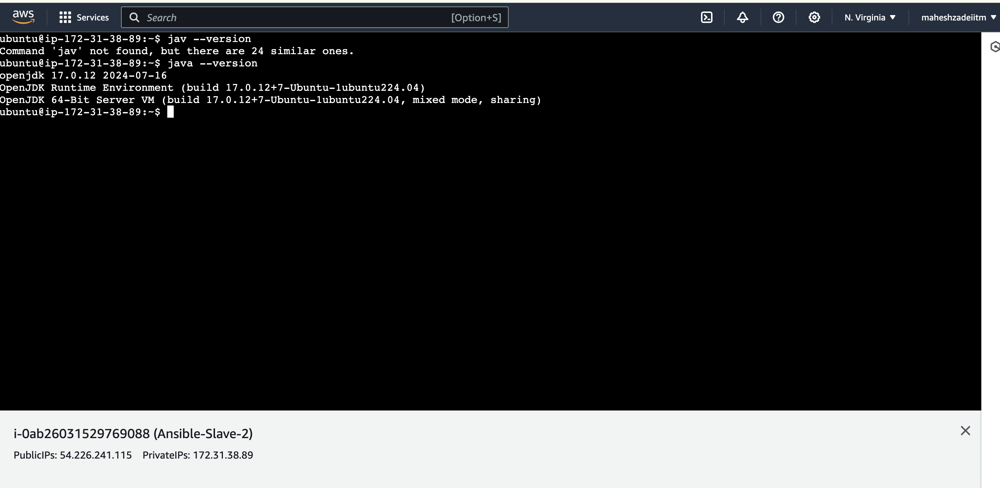 aws
Services
Search
[Option+S]
N. Virginia
maheshzadeiitm
ubuntu@ip-172-31-38-89:~$ jav --version
Command 'jav' not found, but there are 24 similar ones.
ubuntu@ip-172-31-38-89:~$ java --version
openjdk 17.0.12 2024-07-16
OpenJDK Runtime Environment (build 17.0.12+7-Ubuntu-1ubuntu224.04)
OpenJDK 64-Bit Server VM (build 17.0.12+7-Ubuntu-1ubuntu224.04, mixed mode, sharing)
ubuntu@ip-172-31-38-89:~$
i-0ab26031529769088 (Ansible-Slave-2)
PublicIPs: 54.226.241.115 PrivateIPs: 172.31.38.89